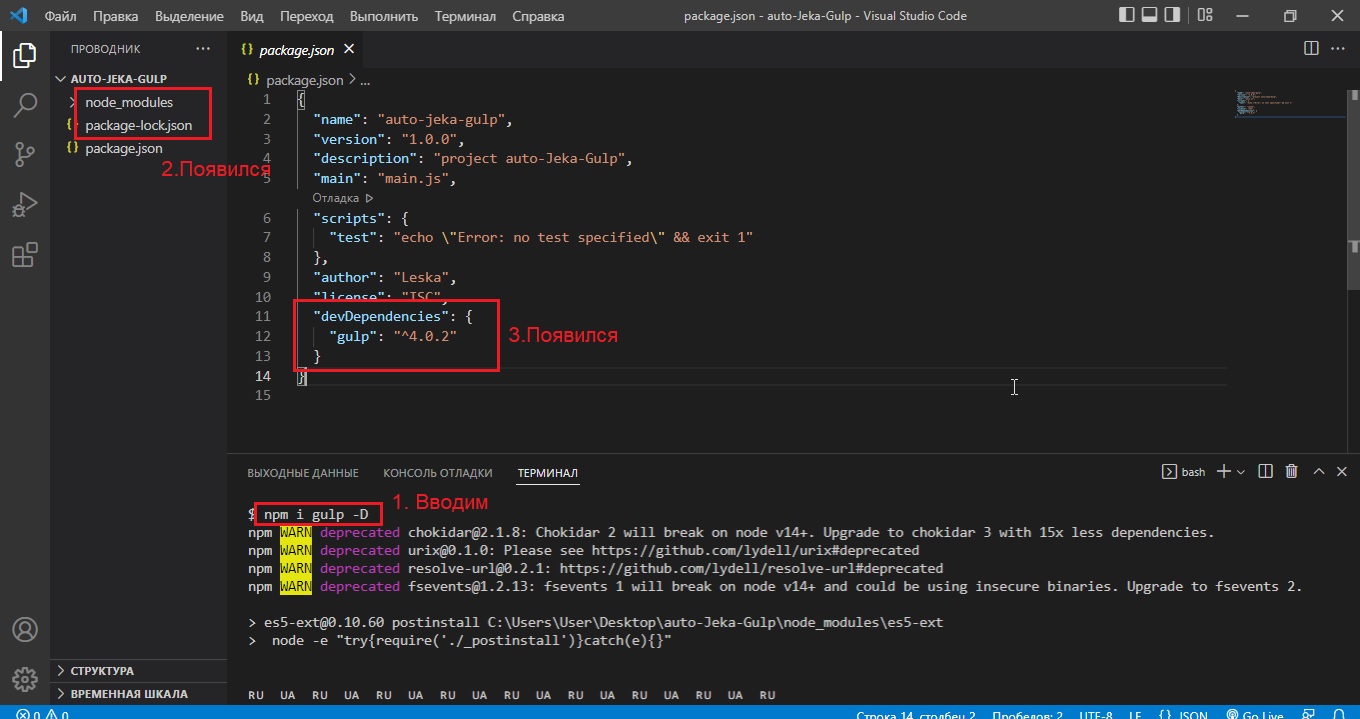 Файл Правка Выделение Вид Переход Выполнить Терминал Справка package.json - auto-Jeka-Gulp - Visual Studio Code
ПРОВОДНИК ...
{} package.json
AUTO-JEKA-GULP
{} package.json > ...
node_modules
{} package-lock.json
{} package.json
2.Появился
1 {
2 "name": "auto-jeka-gulp",
3 "version": "1.0.0",
4 "description": "project auto-Jeka-Gulp",
5 "main": "main.js",
Отладка
6 "scripts": {
7 "test": "echo \"Error: no test specified\" && exit 1"
8 },
9 "author": "Leska",
10 "license": "ISC",
11 "devDependencies": {
12 "gulp": "^4.0.2"
13 }
14 }
15
3.Появился
ВЫХОДНЫЕ ДАННЫЕ КОНСОЛЬ ОТЛАДКИ ТЕРМИНАЛ bash
1. Вводим
$ npm i gulp -D
npm WARN deprecated chokidar@2.1.8: Chokidar 2 will break on node v14+. Upgrade to chokidar 3 with 15x less dependencies.
npm WARN deprecated urix@0.1.0: Please see https://github.com/lydell/urix#deprecated
npm WARN deprecated resolve-url@0.2.1: https://github.com/lydell/resolve-url#deprecated
npm WARN deprecated fsevents@1.2.13: fsevents 1 will break on node v14+ and could be using insecure binaries. Upgrade to fsevents 2.
> es5-ext@0.10.60 postinstall C:\Users\User\Desktop\auto-Jeka-Gulp\node_modules\es5-ext
> node -e "try{require('./_postinstall')}catch(e){}"
RU UA RU UA RU UA RU UA RU UA RU UA RU UA RU UA RU
СТРУКТУРА
ВРЕМЕННАЯ ШКАЛА
0 0 Строка 14, столбец 2 Пробелов: 2 UTF-8 LF {} JSON Go Live